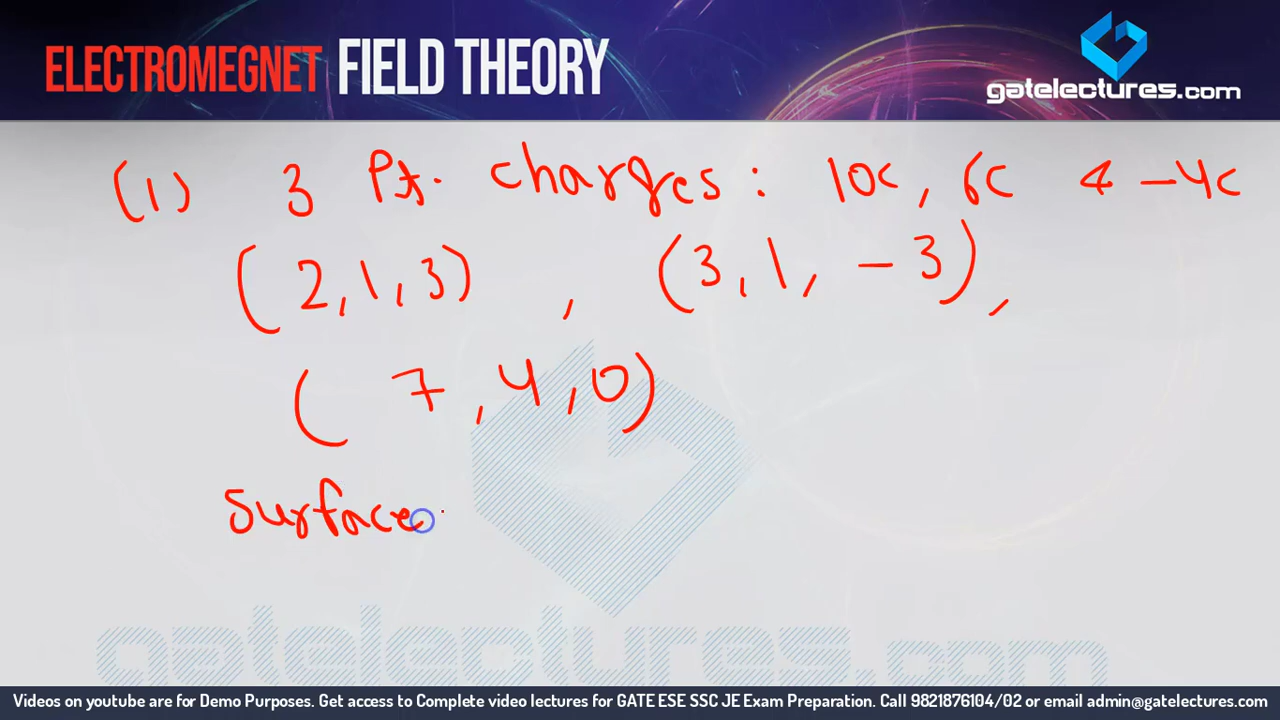 ELECTROMEGNET FIELD THEORY
gatelectures.com
(1) 3 Pt. charges : 10C, 6C & -4C
(2,1,3) , (3,1,-3),
(7,4,0)
Surface
gatelectures.com
Videos on youtube are for Demo Purposes. Get access to Complete video lectures for GATE ESE SSC JE Exam Preparation. Call 9821876104/02 or email admin@gatelectures.com